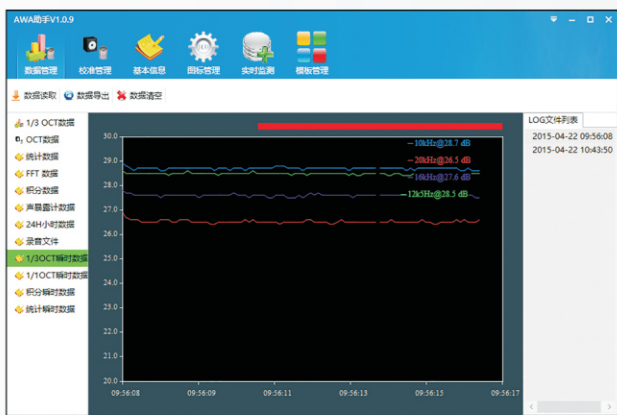 AWA助手V1.0.9
数据管理
校准管理
基本信息
图标管理
实时监测
模板管理
数据读取
数据导出
数据清空
1/3 OCT数据
OCT数据
统计数据
FFT 数据
积分数据
声暴露计数据
24H小时数据
录音文件
1/3OCT瞬时数据
1/1OCT瞬时数据
积分瞬时数据
统计瞬时数据
30.0
29.0
28.0
27.0
26.0
25.0
24.0
23.0
22.0
21.0
20.0
10kHz@28.7 dB
20kHz@26.5 dB
16kHz@27.6 dB
12k5Hz@28.5 dB
09:56:08
09:56:09
09:56:11
09:56:13
09:56:15
09:56:17
LOG文件列表
2015-04-22 09:56:08
2015-04-22 10:43:50